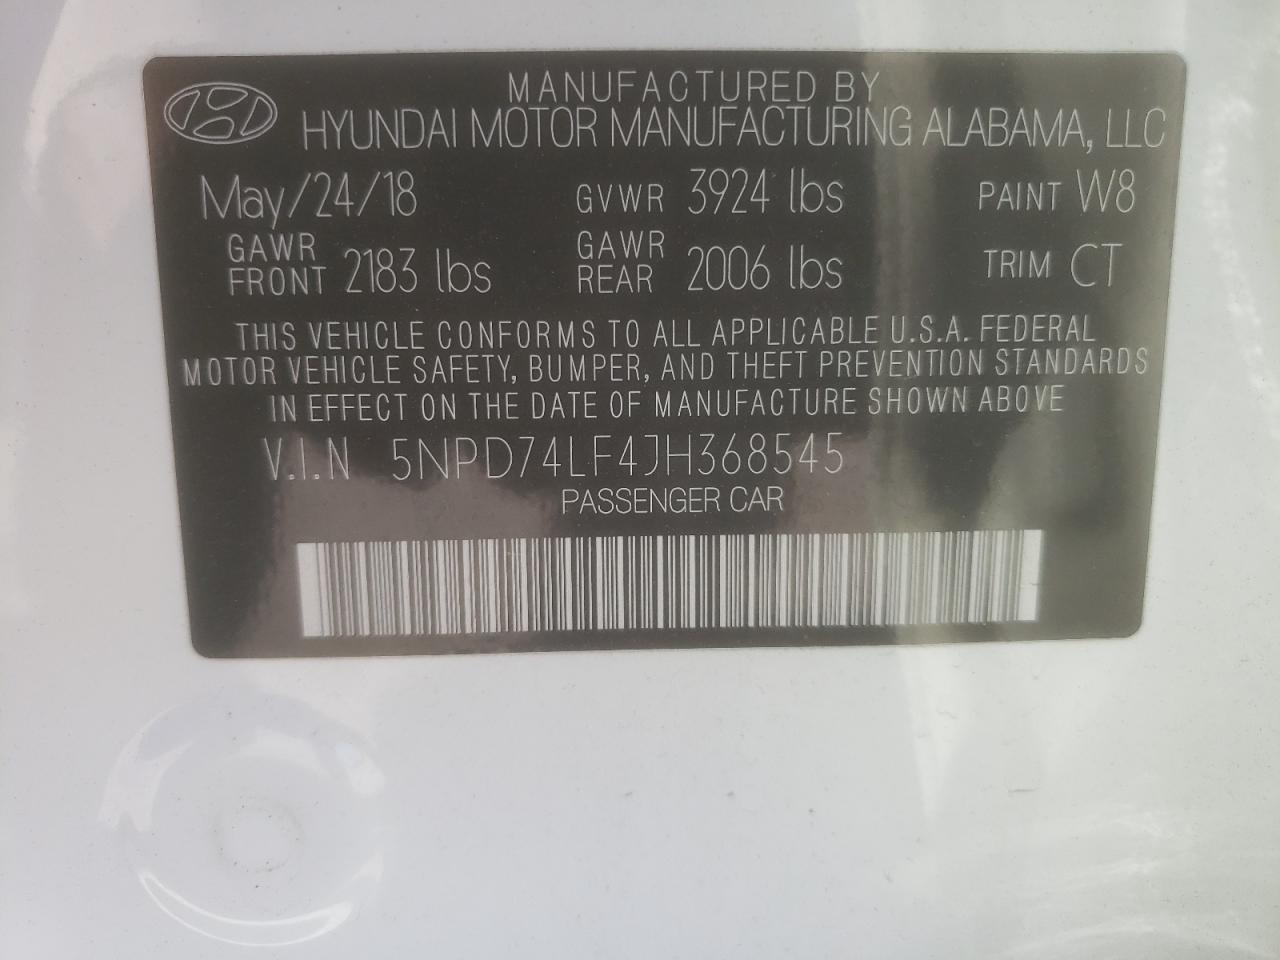 MANUFACTURED BY
HYUNDAI MOTOR MANUFACTURING ALABAMA, LLC
May/24/18 GVWR 3924 lbs PAINT W8
GAWR FRONT 2183 lbs GAWR REAR 2006 lbs TRIM CT
THIS VEHICLE CONFORMS TO ALL APPLICABLE U.S.A. FEDERAL
MOTOR VEHICLE SAFETY, BUMPER, AND THEFT PREVENTION STANDARDS
IN EFFECT ON THE DATE OF MANUFACTURE SHOWN ABOVE
V.I.N 5NPD74LF4JH368545
PASSENGER CAR